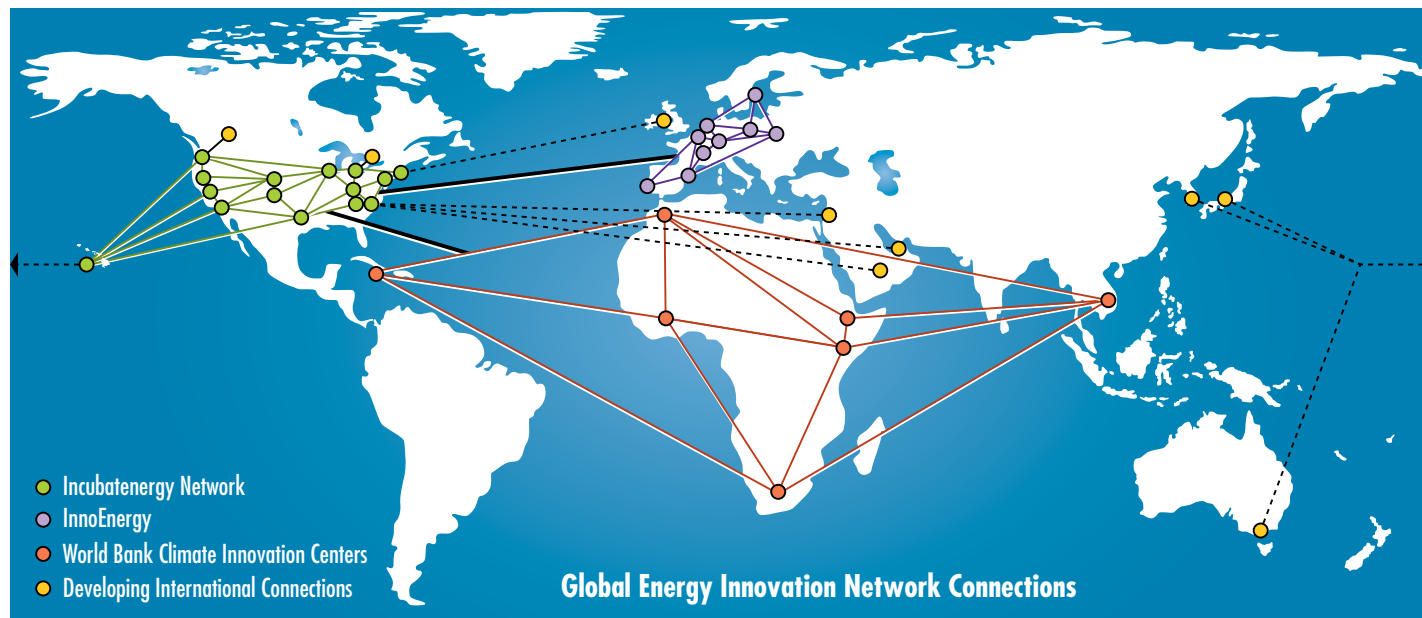 Incubatenergy Network
InnoEnergy
World Bank Climate Innovation Centers
Developing International Connections
Global Energy Innovation Network Connections